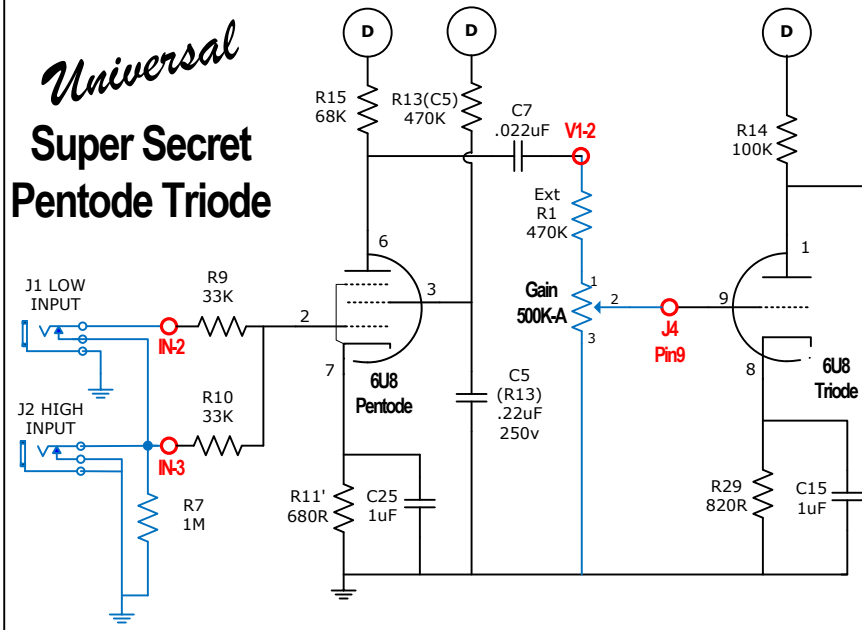 Universal
Super Secret
Pentode Triode
D
D
D
R15
68K
R13(C5)
470K
C7
.022uF
V1-2
R14
100K
Ext
R1
470K
6
1
J1 LOW
INPUT
R9
33K
3
2
Gain
500K-A
1
2
3
9
IN-2
J4
Pin9
7
6U8
Pentode
8
6U8
Triode
C5
(R13)
.22uF
250v
J2 HIGH
INPUT
R10
33K
IN-3
R7
1M
R11'
680R
C25
1uF
R29
820R
C15
1uF